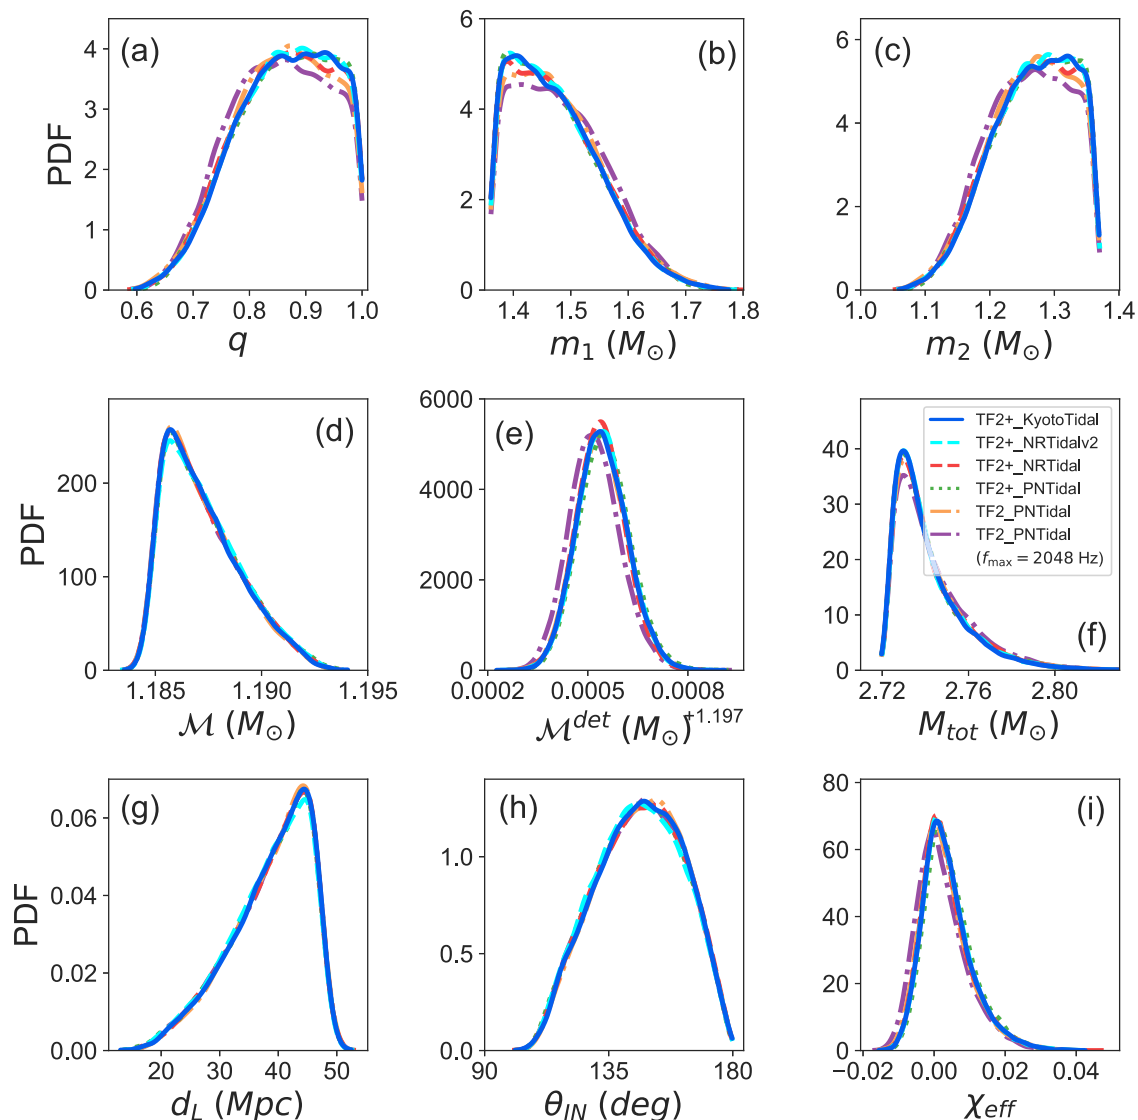 (a)
PDF
4
3
2
1
0
0.6 0.7 0.8 0.9 1.0
q
(b)
6
4
2
0
1.4 1.5 1.6 1.7 1.8
m₁ (M⊙)
(c)
6
4
2
0
1.0 1.1 1.2 1.3 1.4
m₂ (M⊙)
(d)
PDF
200
100
0
1.185 1.190 1.195
ℳ (M⊙)
(e)
6000
4000
2000
0
0.0002 0.0005 0.0008
+1.197
ℳᵈᵉᵗ (M⊙)
40
30
20
10
0
TF2+_KyotoTidal
TF2+_NRTidalv2
TF2+_NRTidal
TF2+_PNTidal
TF2_PNTidal
TF2_PNTidal
(f_max = 2048 Hz)
(f)
2.72 2.76 2.80
M_tot (M⊙)
(g)
PDF
0.06
0.04
0.02
0.00
20 30 40 50
d_L (Mpc)
(h)
1.0
0.5
0.0
90 135 180
θ_IN (deg)
(i)
80
60
40
20
0
−0.02 0.00 0.02 0.04
χ_eff